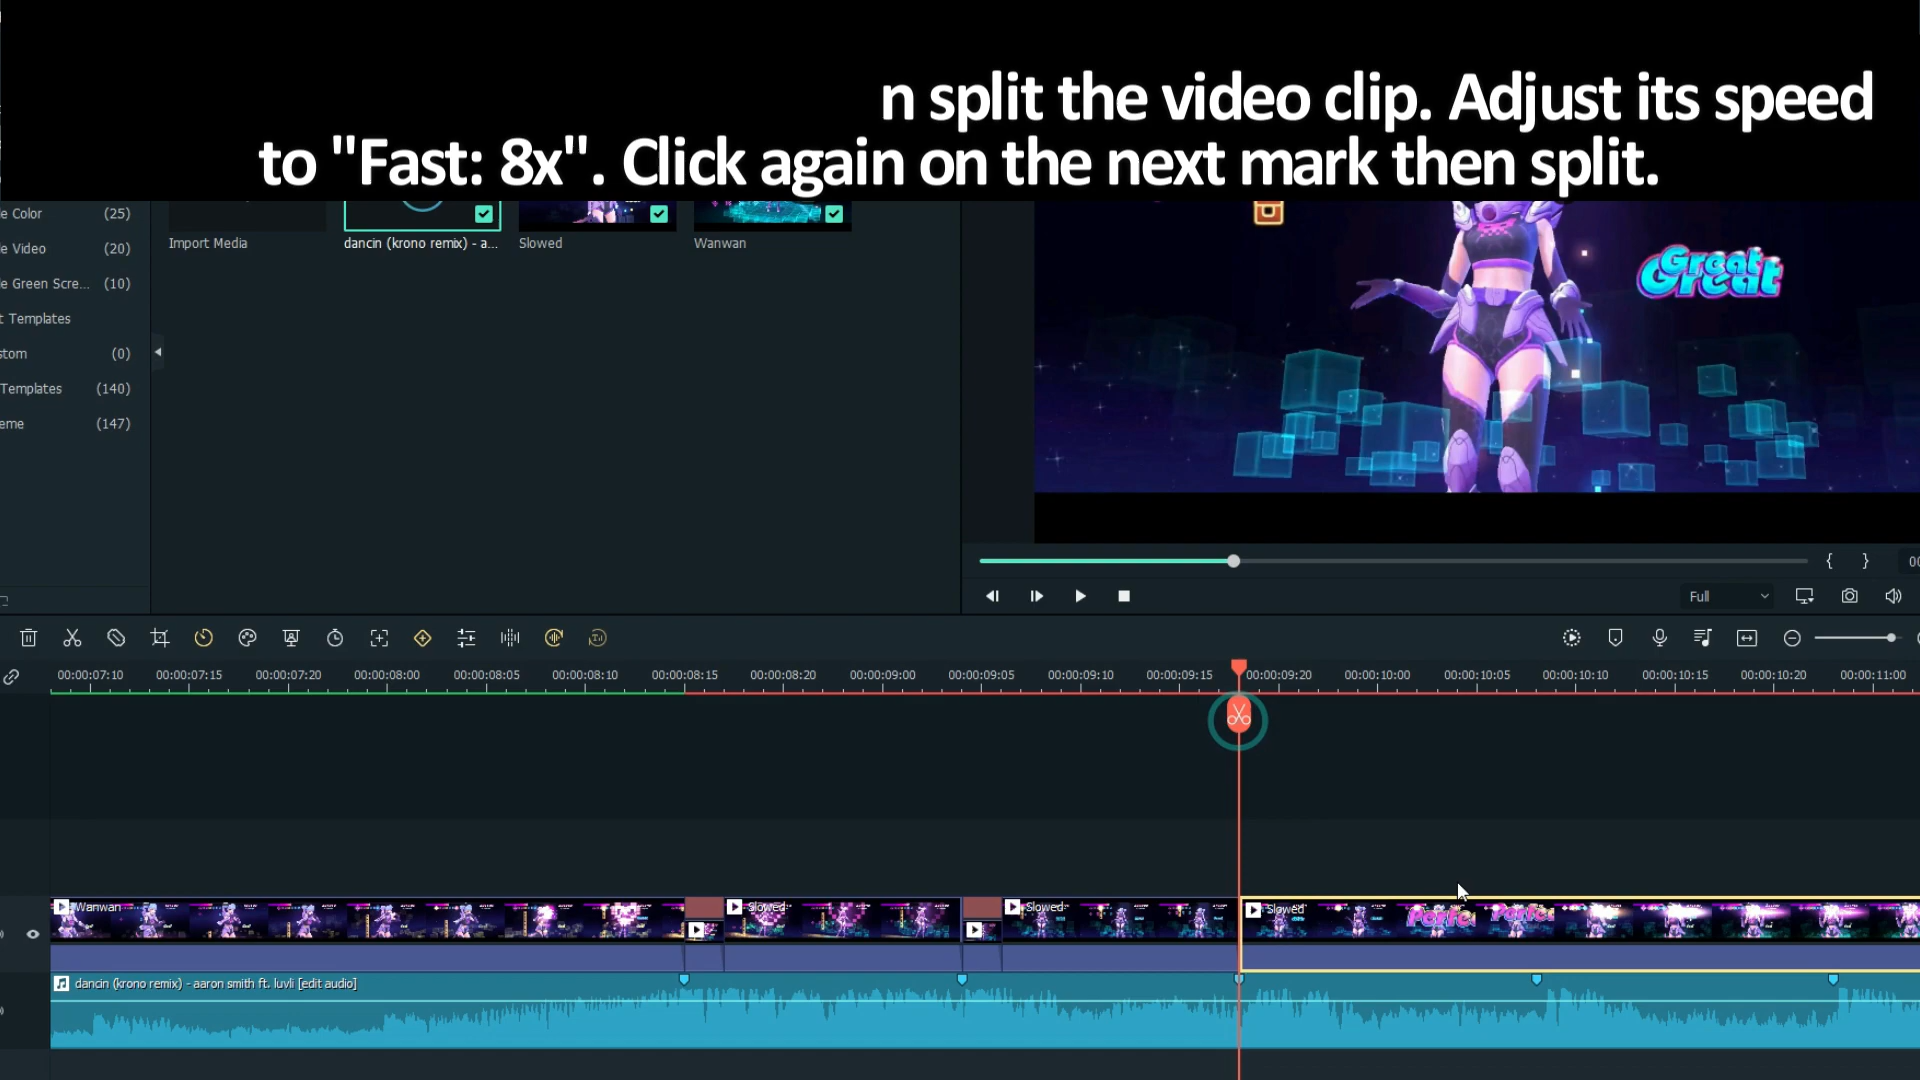 n split the video clip. Adjust its speed
to "Fast: 8x". Click again on the next mark then split.
e Color (25)
e Video (20)
e Green Scre... (10)
t Templates
stom (0)
Templates (140)
eme (147)
Import Media
dancin (krono remix) - a...
Slowed
Wanwan
Great
Great
{ } 00
Full
00:00:07:10 00:00:07:15 00:00:07:20 00:00:08:00 00:00:08:05 00:00:08:10 00:00:08:15 00:00:08:20 00:00:09:00 00:00:09:05 00:00:09:10 00:00:09:15 00:00:09:20 00:00:10:00 00:00:10:05 00:00:10:10 00:00:10:15 00:00:10:20 00:00:11:00
Wanwan Slowed Slowed Slowed
Perfe Perfec
dancin (krono remix) - aaron smith ft. luvli [edit audio]